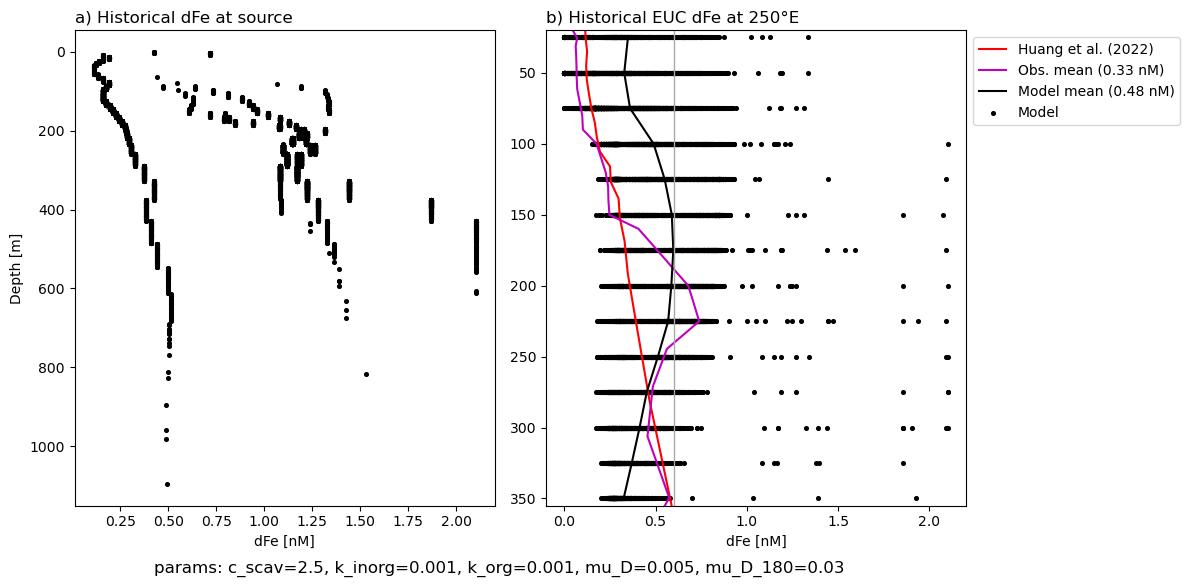 a) Historical dFe at source
b) Historical EUC dFe at 250°E
0
200
400
600
800
1000
Depth [m]
0.25
0.50
0.75
1.00
1.25
1.50
1.75
2.00
dFe [nM]
50
100
150
200
250
300
350
0.0
0.5
1.0
1.5
2.0
dFe [nM]
Huang et al. (2022)
Obs. mean (0.33 nM)
Model mean (0.48 nM)
Model
params: c_scav=2.5, k_inorg=0.001, k_org=0.001, mu_D=0.005, mu_D_180=0.03